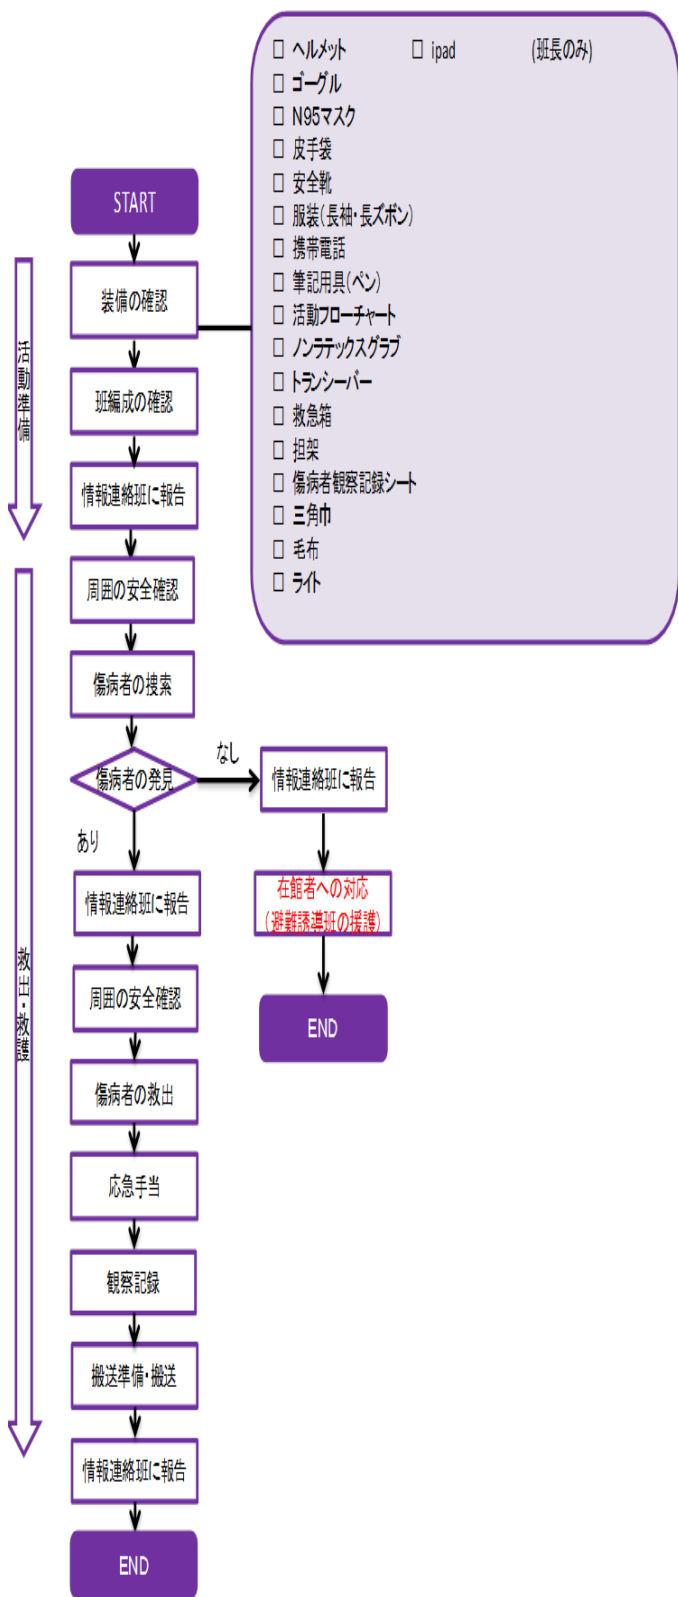 □ ヘルメット □ ipad (班長のみ)
□ ゴーグル
□ N95マスク
□ 皮手袋
□ 安全靴
□ 服装(長袖・長ズボン)
□ 携帯電話
□ 筆記用具(ペン)
□ 活動フローチャート
□ ノンラテックスグラブ
□ トランシーバー
□ 救急箱
□ 担架
□ 傷病者観察記録シート
□ 三角巾
□ 毛布
□ ライト
START
活動準備
装備の確認
班編成の確認
情報連絡班に報告
救出・救護
周囲の安全確認
傷病者の捜索
傷病者の発見
なし
情報連絡班に報告
在館者への対応
(避難誘導班の援護)
END
あり
情報連絡班に報告
周囲の安全確認
傷病者の救出
応急手当
観察記録
搬送準備・搬送
情報連絡班に報告
END